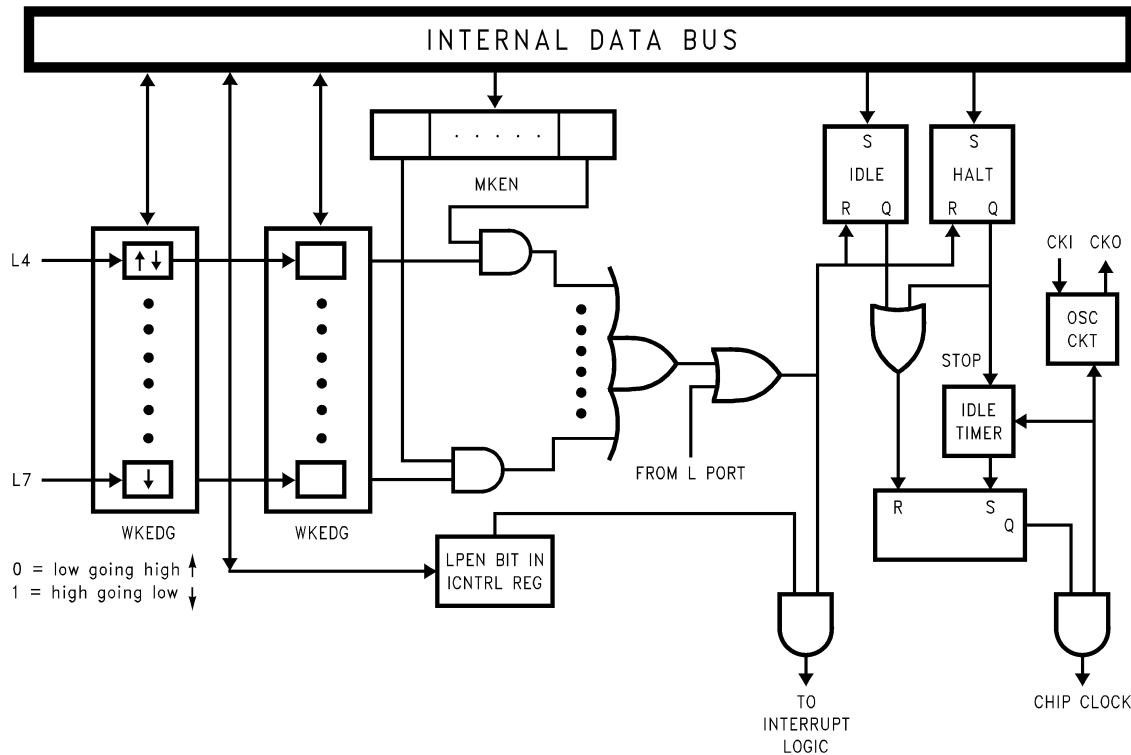 INTERNAL DATA BUS
MKEN
S
IDLE
R Q
S
HALT
R Q
CKI CKO
OSC
CKT
L4
STOP
IDLE
TIMER
FROM L PORT
L7
R S
Q
WKEDG
WKEDG
0 = low going high
1 = high going low
LPEN BIT IN
ICNTRL REG
TO
INTERRUPT
LOGIC
CHIP CLOCK